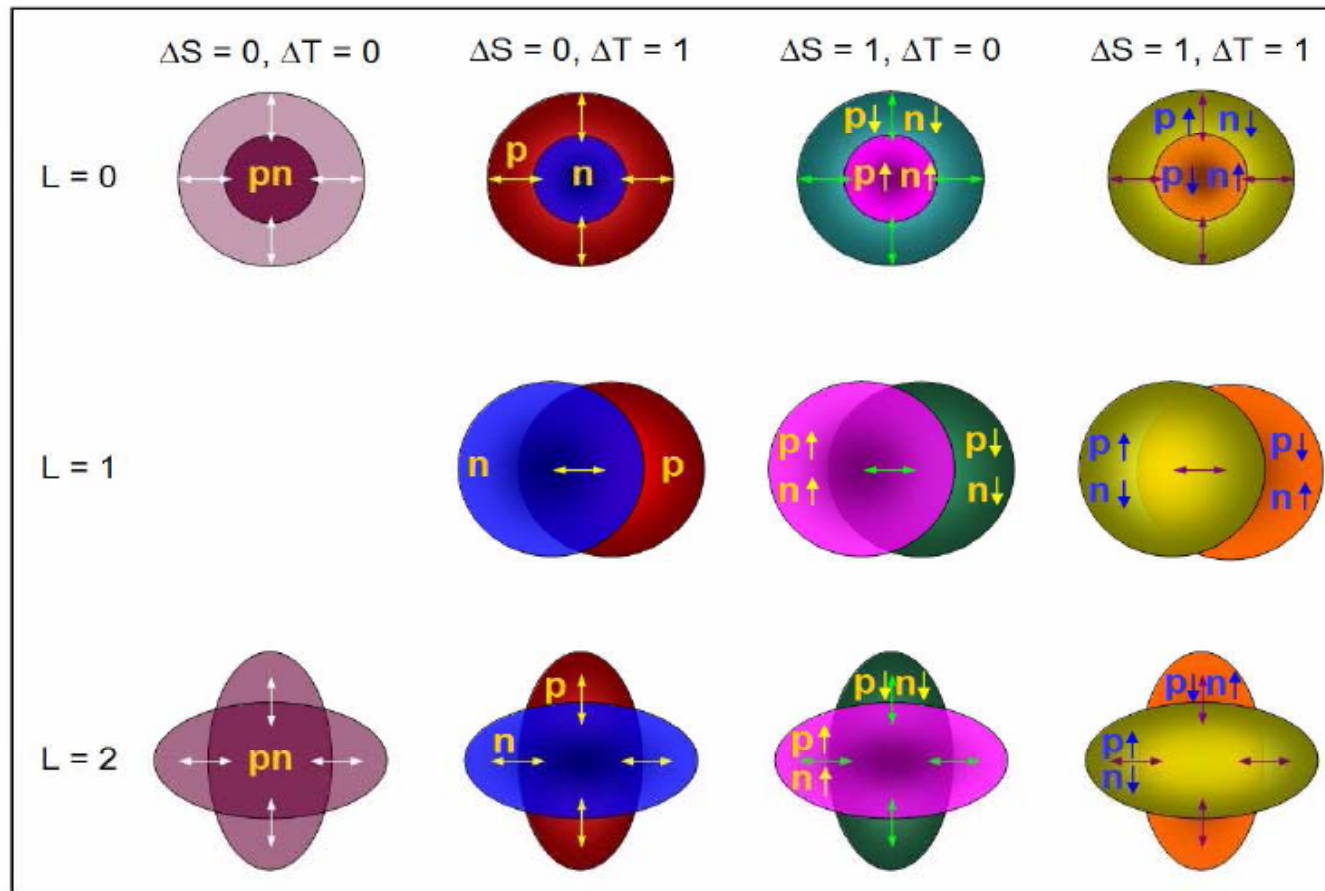 ΔS = 0, ΔT = 0 ΔS = 0, ΔT = 1 ΔS = 1, ΔT = 0 ΔS = 1, ΔT = 1
L = 0
pn
p
n
p↓ n↓
p↑ n↑
p↑ n↓
p↓ n↑
L = 1
n p
p↑ p↓
n↑ n↓
p↑ p↓
n↓ n↑
L = 2
pn
p
n
p↓ n↓
p↑
n↑
p↓ n↑
p↑
n↓